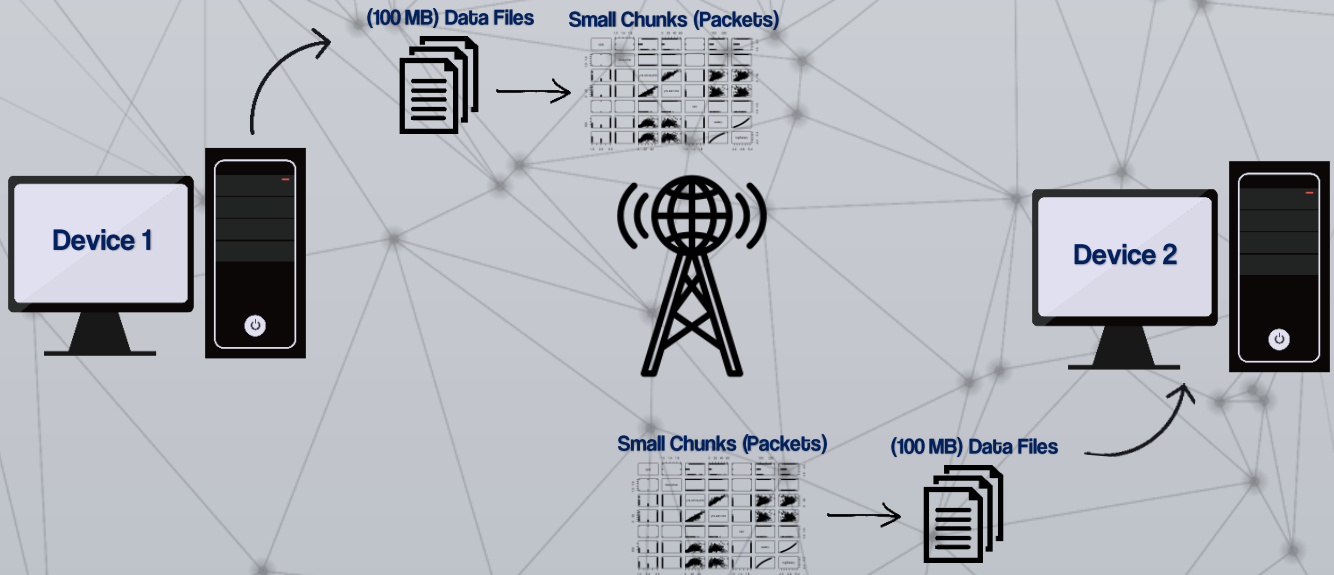 (100 MB) Data Files
Small Chunks (Packets)
Device 1
Device 2
Small Chunks (Packets)
(100 MB) Data Files